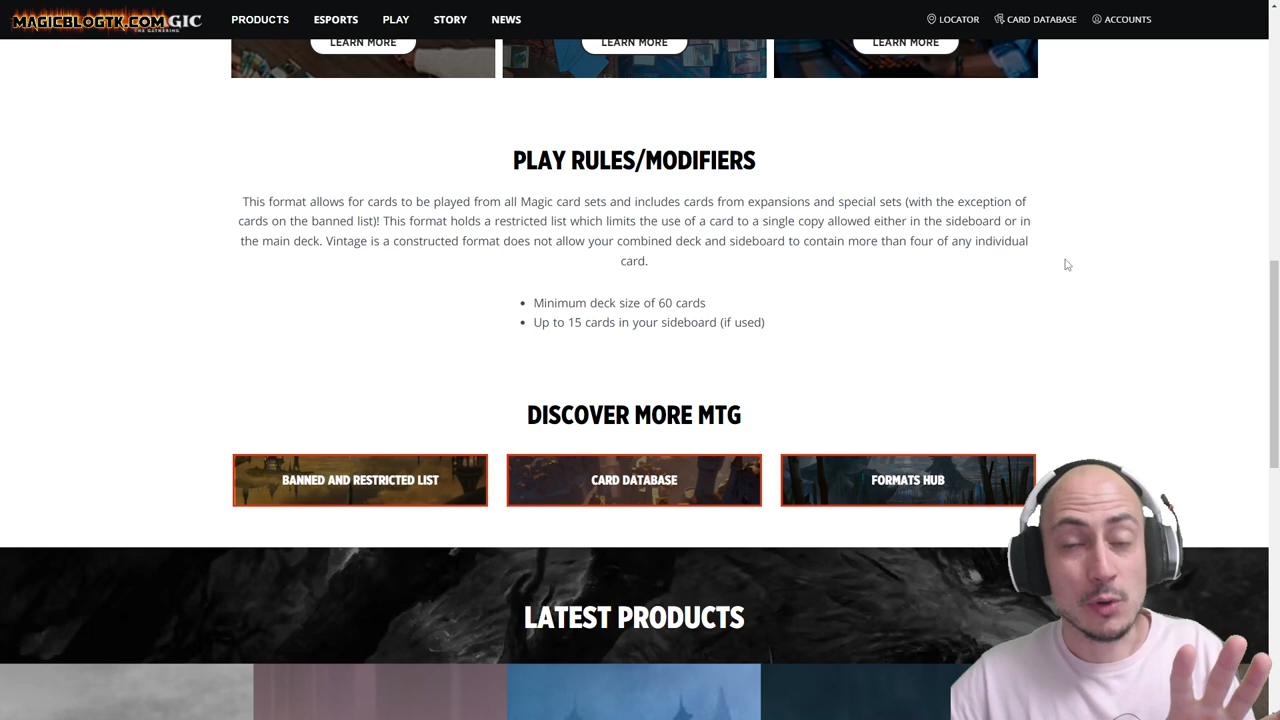 MAGICBLOGTK.COM GIC
THE GATHERING
PRODUCTS ESPORTS PLAY STORY NEWS
LOCATOR CARD DATABASE ACCOUNTS
LEARN MORE LEARN MORE LEARN MORE
PLAY RULES/MODIFIERS
This format allows for cards to be played from all Magic card sets and includes cards from expansions and special sets (with the exception of
cards on the banned list)! This format holds a restricted list which limits the use of a card to a single copy allowed either in the sideboard or in
the main deck. Vintage is a constructed format does not allow your combined deck and sideboard to contain more than four of any individual
card.
• Minimum deck size of 60 cards
• Up to 15 cards in your sideboard (if used)
DISCOVER MORE MTG
BANNED AND RESTRICTED LIST CARD DATABASE FORMATS HUB
LATEST PRODUCTS